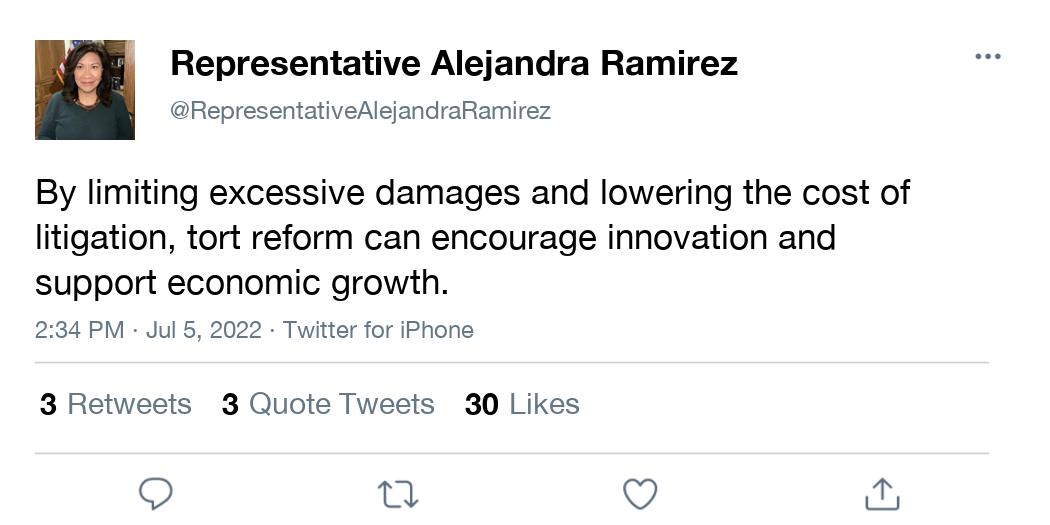 Representative Alejandra Ramirez
@RepresentativeAlejandraRamirez
By limiting excessive damages and lowering the cost of
litigation, tort reform can encourage innovation and
support economic growth.
2:34 PM · Jul 5, 2022 · Twitter for iPhone
3 Retweets 3 Quote Tweets 30 Likes